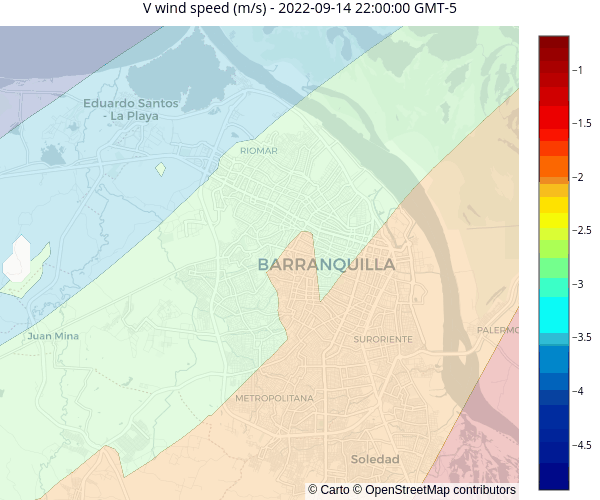 V wind speed (m/s) - 2022-09-14 22:00:00 GMT-5
Eduardo Santos
- La Playa
RIOMAR
BARRANQUILLA
Juan Mina
SURORIENTE
PALERMO
METROPOLITANA
Soledad
© Carto © OpenStreetMap contributors
−1
−1.5
−2
−2.5
−3
−3.5
−4
−4.5